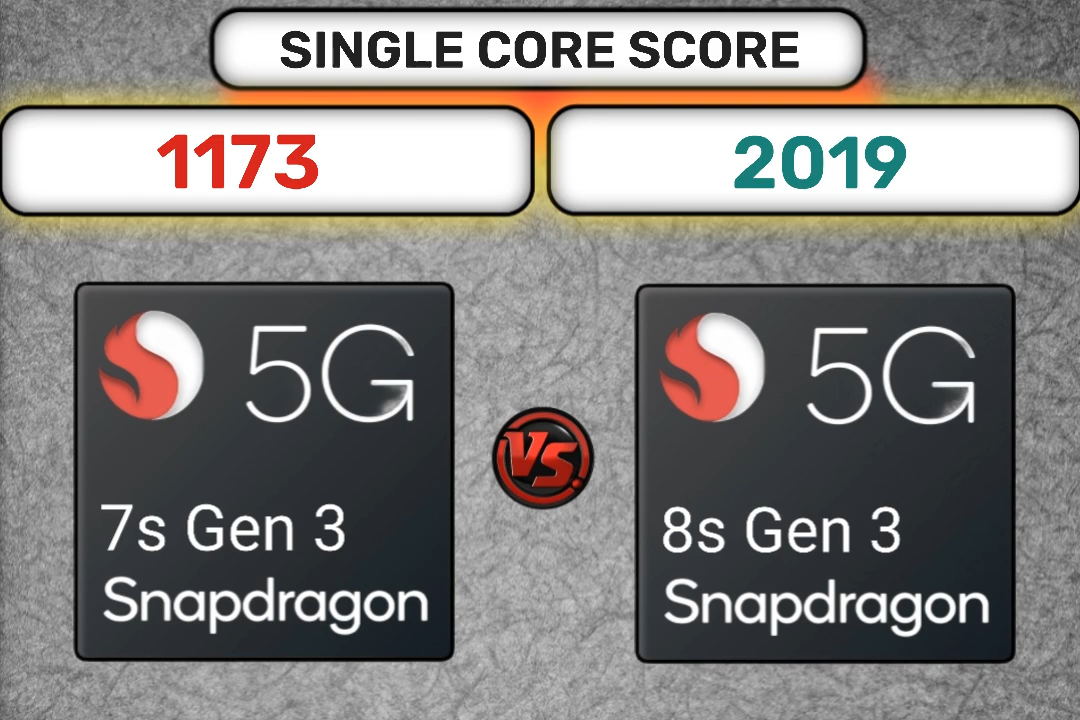 SINGLE CORE SCORE
1173
2019
5G
7s Gen 3
Snapdragon
VS.
5G
8s Gen 3
Snapdragon